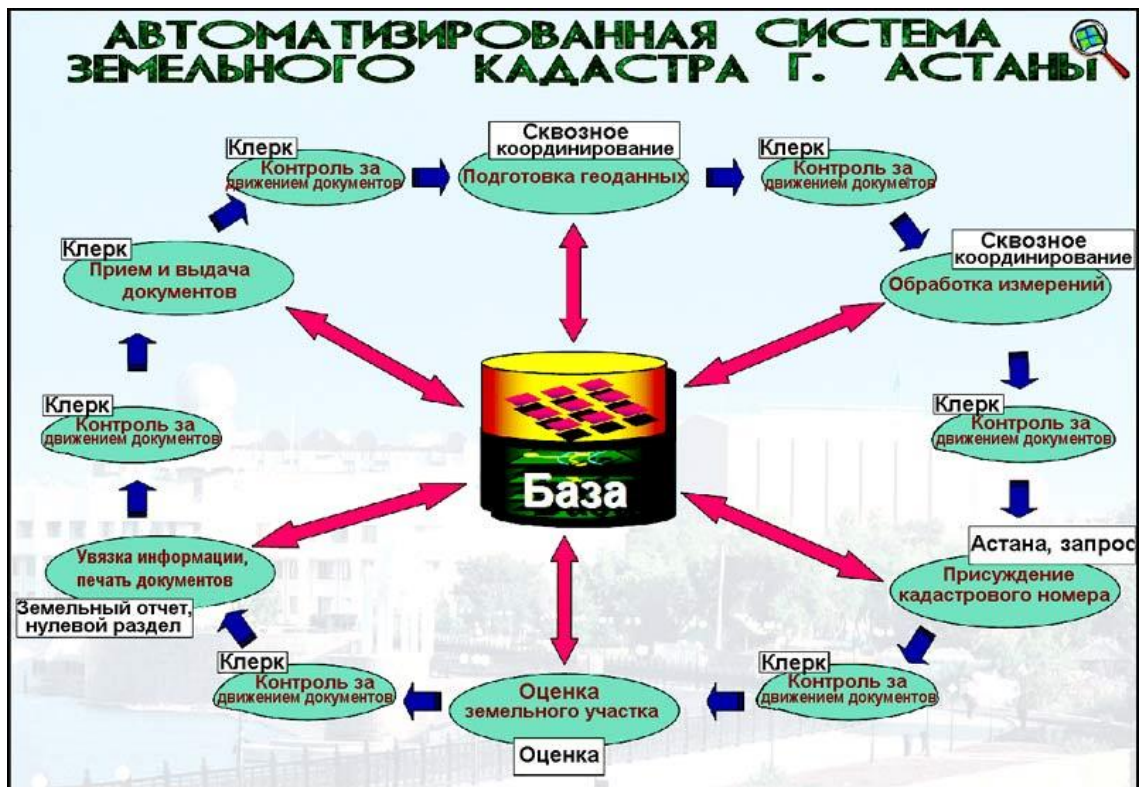 АВТОМАТИЗИРОВАННАЯ СИСТЕМА
ЗЕМЕЛЬНОГО КАДАСТРА Г. АСТАНЫ
Клерк
Контроль за
движением документов
Сквозное
координирование
Подготовка геоданных
Клерк
Контроль за
движением документов
Клерк
Прием и выдача
документов
Сквозное
координирование
Обработка измерений
Клерк
Контроль за
движением документов
Клерк
Контроль за
движением документов
База
Увязка информации,
печать документов
Земельный отчет,
нулевой раздел
Астана, запрос
Присуждение
кадастрового номера
Клерк
Контроль за
движением документов
Оценка
земельного участка
Оценка
Клерк
Контроль за
движением документов